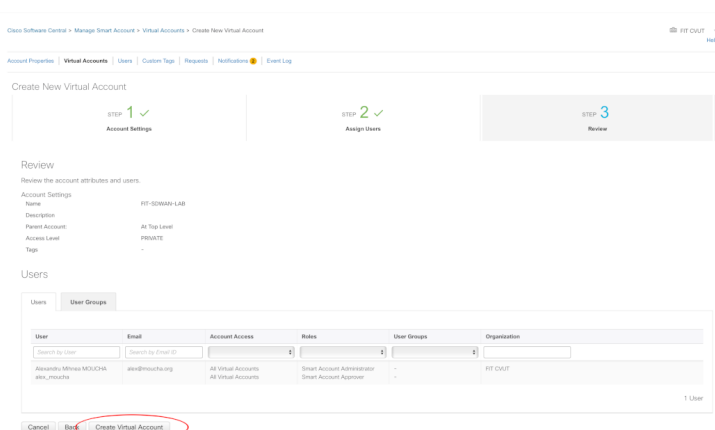 Cisco Software Central > Manage Smart Account > Virtual Accounts > Create New Virtual Account
FIT CVUT
Hel
Account Properties | Virtual Accounts | Users | Custom Tags | Requests | Notifications 2 | Event Log
Create New Virtual Account
STEP 1 ✓
Account Settings
STEP 2 ✓
Assign Users
STEP 3
Review
Review
Review the account attributes and users.
Account Settings
Name FIT-SDWAN-LAB
Description
Parent Account: At Top Level
Access Level PRIVATE
Tags -
Users
Users User Groups
User Email Account Access Roles User Groups Organization
Search by User Search by Email ID
Alexandru Mihnea MOUCHA alex@moucha.org All Virtual Accounts Smart Account Administrator - FIT CVUT
alex_moucha All Virtual Accounts Smart Account Approver -
1 User
Cancel Back Create Virtual Account